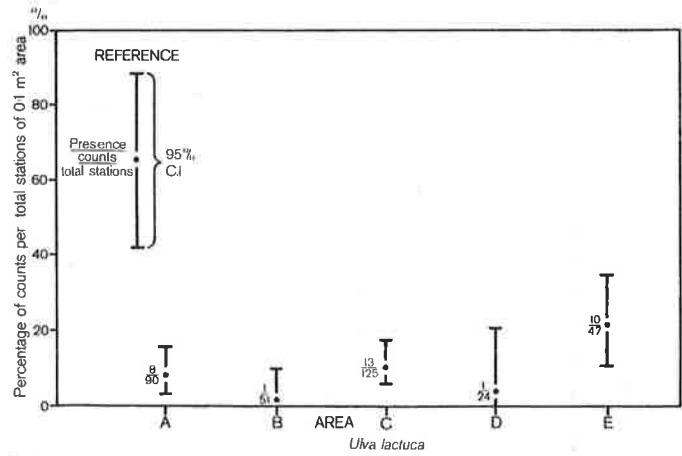 %
100
80
60
40
20
0
Percentage of counts per total stations of 0·1 m² area
REFERENCE
Presence
counts
total stations
95%
C.I
8
90
1
51
13
125
1
24
10
47
A
B
AREA
C
D
E
Ulva lactuca